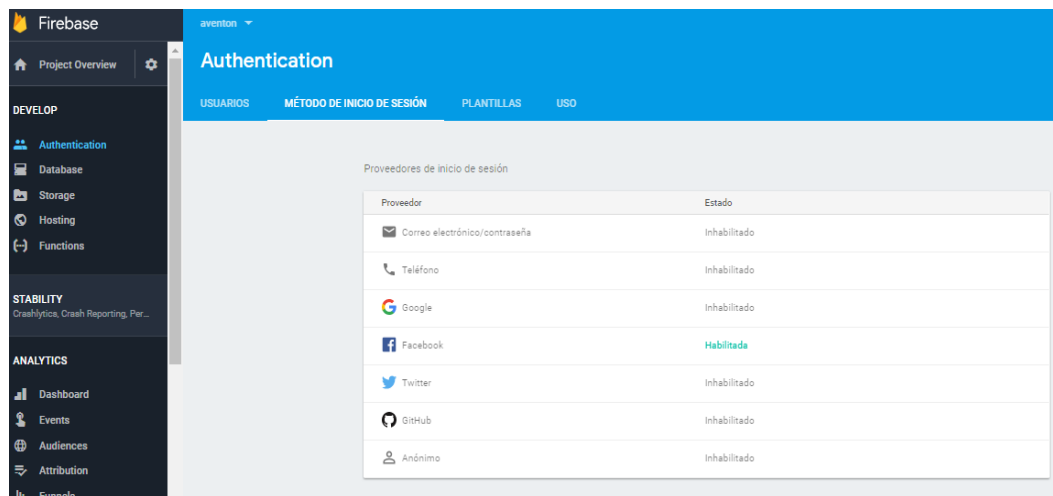 Firebase
Project Overview
DEVELOP
Authentication
Database
Storage
Hosting
Functions
STABILITY
Crashlytics, Crash Reporting, Per...
ANALYTICS
Dashboard
Events
Audiences
Attribution
Funnels
aventon
Authentication
USUARIOS MÉTODO DE INICIO DE SESIÓN PLANTILLAS USO
Proveedores de inicio de sesión
Proveedor Estado
Correo electrónico/contraseña Inhabilitado
Teléfono Inhabilitado
Google Inhabilitado
Facebook Habilitada
Twitter Inhabilitado
GitHub Inhabilitado
Anónimo Inhabilitado